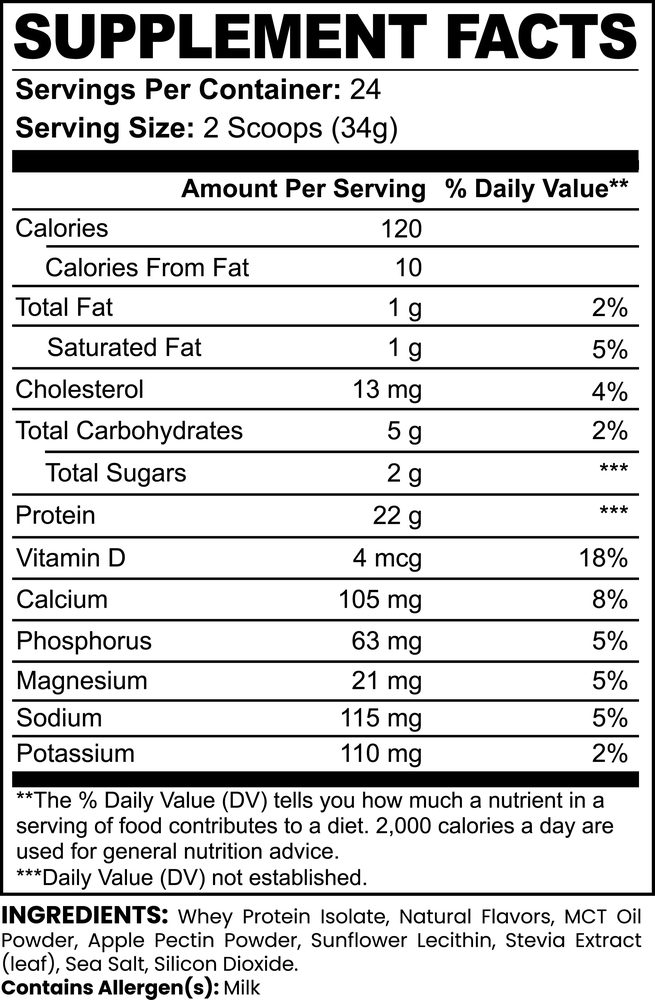 SUPPLEMENT FACTS
Servings Per Container: 24
Serving Size: 2 Scoops (34g)
Amount Per Serving % Daily Value**
Calories 120
Calories From Fat 10
Total Fat 1 g 2%
Saturated Fat 1 g 5%
Cholesterol 13 mg 4%
Total Carbohydrates 5 g 2%
Total Sugars 2 g ***
Protein 22 g ***
Vitamin D 4 mcg 18%
Calcium 105 mg 8%
Phosphorus 63 mg 5%
Magnesium 21 mg 5%
Sodium 115 mg 5%
Potassium 110 mg 2%
**The % Daily Value (DV) tells you how much a nutrient in a
serving of food contributes to a diet. 2,000 calories a day are
used for general nutrition advice.
***Daily Value (DV) not established.
INGREDIENTS: Whey Protein Isolate, Natural Flavors, MCT Oil
Powder, Apple Pectin Powder, Sunflower Lecithin, Stevia Extract
(leaf), Sea Salt, Silicon Dioxide.
Contains Allergen(s): Milk